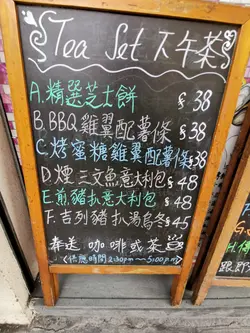 Tea Set 下午茶
A.精選芝士餅 $38
B.BBQ雞翼配薯條 $38
C.烤蜜糖雞翼配薯條 $38
D.煙三文魚意大利包 $48
E.煎豬扒意大利包 $48
F.吉列豬扒湯烏冬 $45
奉送咖啡或茶
<供應時間2:30pm~5:00pm>